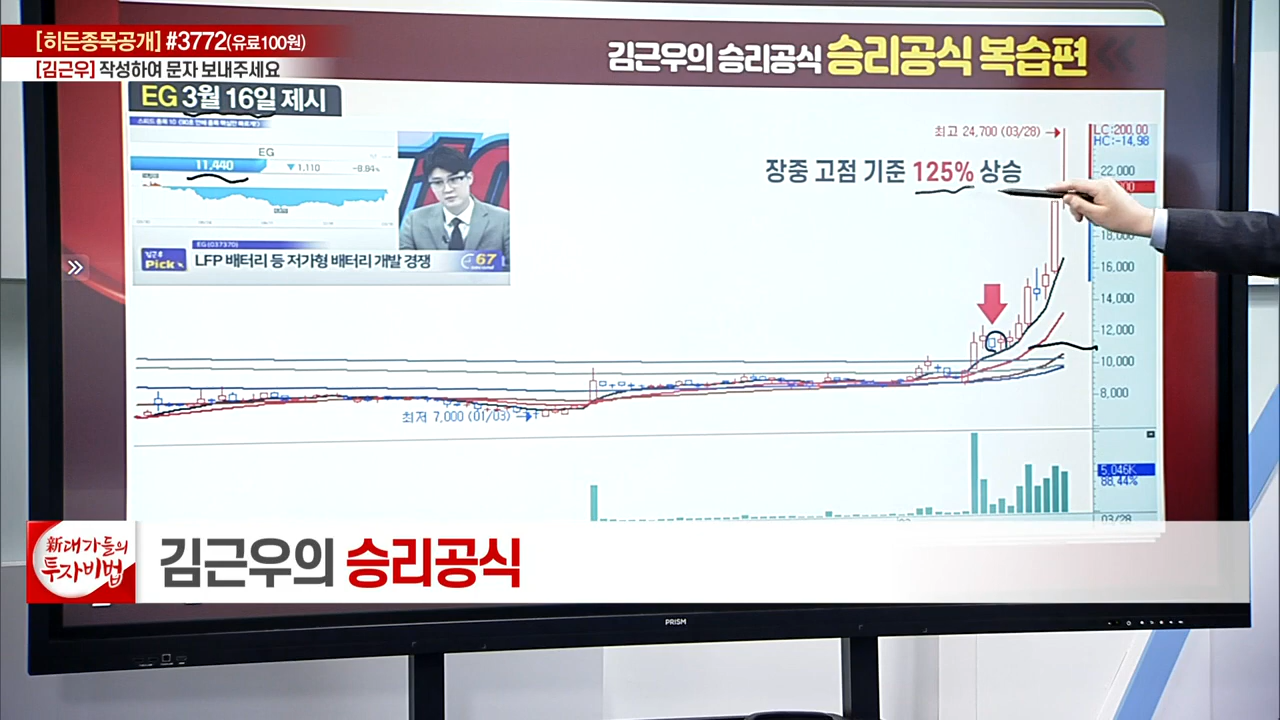 [히든종목공개] #3772(유료100원)
[김근우] 작성하여 문자 보내주세요
김근우의 승리공식 승리공식 복습편
EG 3월 16일 제시
EG
11,440 ▼1,110 -8.84%
EG(037370)
Pick
LFP 배터리 등 저가형 배터리 개발 경쟁
67
최고 24,700 (03/28)
LC:200.00
HC:-14.98
장중 고점 기준 125% 상승
22,000
18,000
16,000
14,000
12,000
10,000
8,000
최저 7,000 (01/03)
5,046K
88.44%
03/28
新대가들의
투자비법
김근우의 승리공식
PRISM